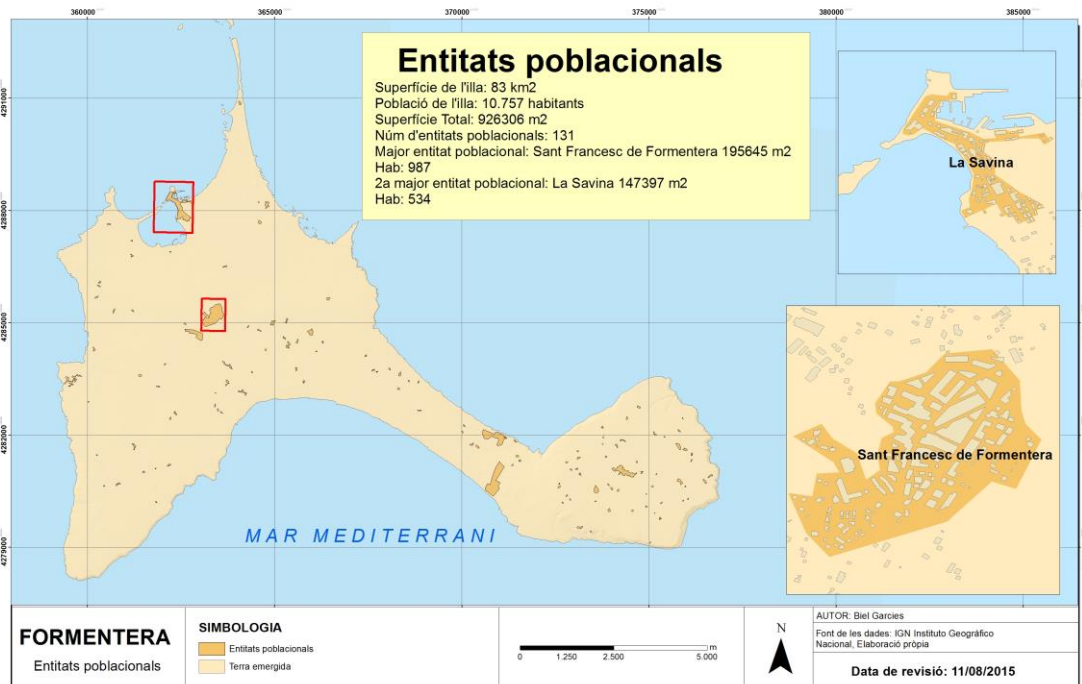 360000
365000
370000
375000
380000
385000
4291000
4288000
4285000
4282000
4279000
Entitats poblacionals
Superfície de l'illa: 83 km2
Població de l'illa: 10.757 habitants
Superfície Total: 926306 m2
Núm d'entitats poblacionals: 131
Major entitat poblacional: Sant Francesc de Formentera 195645 m2
Hab: 987
2a major entitat poblacional: La Savina 147397 m2
Hab: 534
La Savina
Sant Francesc de Formentera
MAR MEDITERRANI
FORMENTERA
Entitats poblacionals
SIMBOLOGIA
Entitats poblacionals
Terra emergida
0 1.250 2.500 5.000 m
N
AUTOR: Biel Garcies
Font de les dades: IGN Instituto Geográfico
Nacional, Elaboració pròpia
Data de revisió: 11/08/2015